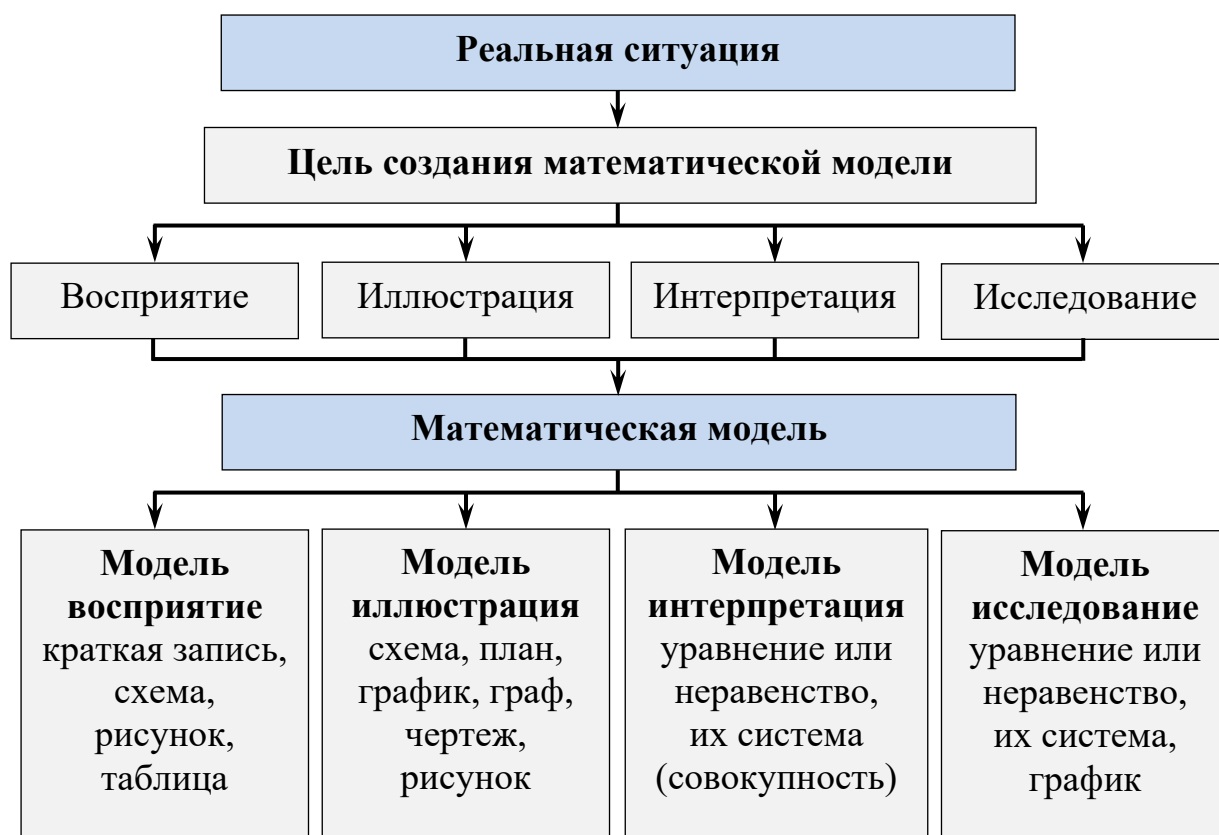 Реальная ситуация
Цель создания математической модели
Восприятие
Иллюстрация
Интерпретация
Исследование
Математическая модель
Модель
восприятие
краткая запись,
схема,
рисунок,
таблица
Модель
иллюстрация
схема, план,
график, граф,
чертеж,
рисунок
Модель
интерпретация
уравнение или
неравенство,
их система
(совокупность)
Модель
исследование
уравнение или
неравенство,
их система,
график